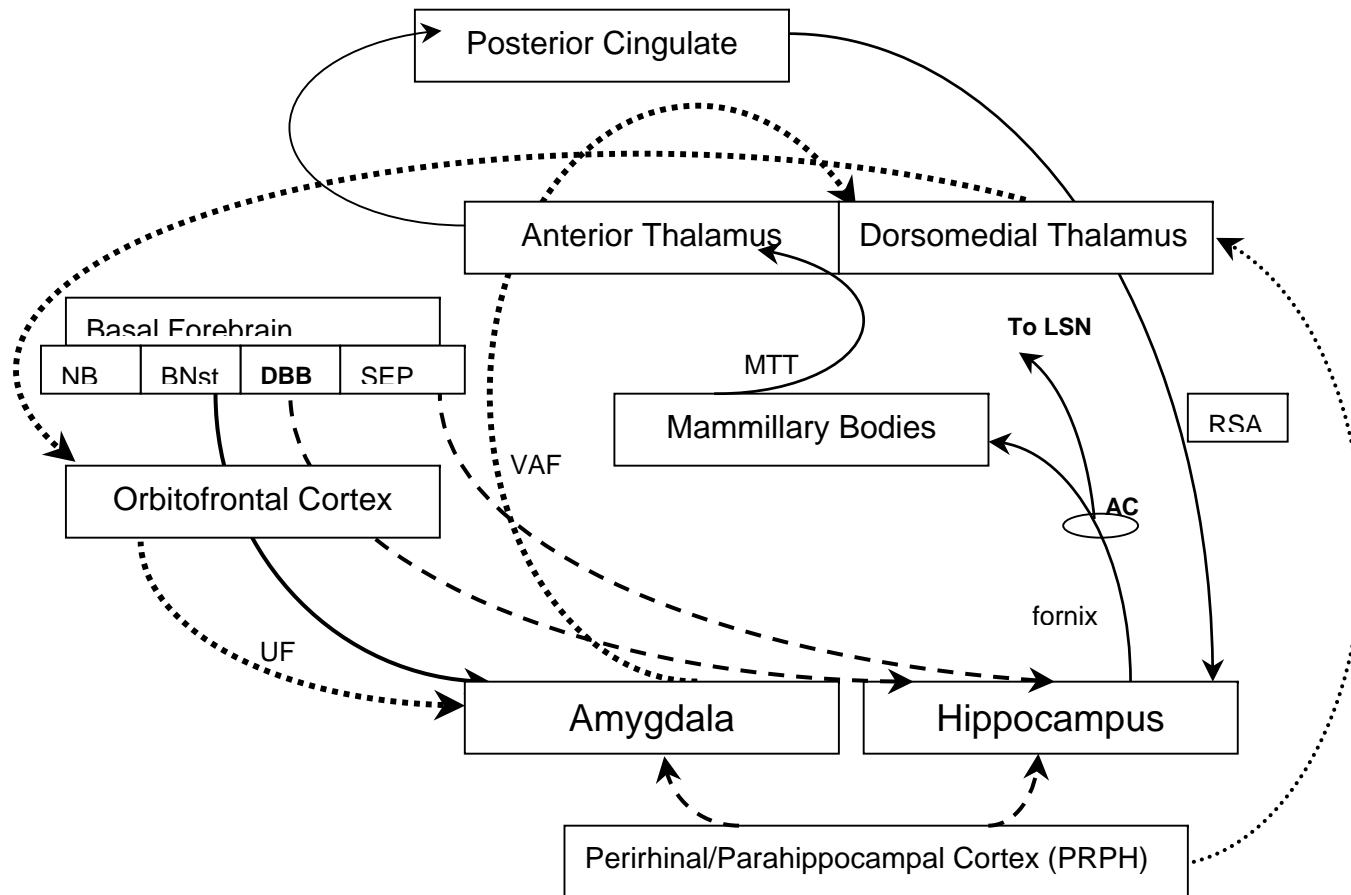 Posterior Cingulate
Anterior Thalamus
Dorsomedial Thalamus
Basal Forebrain
NB
BNst
DBB
SEP
To LSN
MTT
Mammillary Bodies
RSA
VAF
Orbitofrontal Cortex
AC
fornix
UF
Amygdala
Hippocampus
Perirhinal/Parahippocampal Cortex (PRPH)